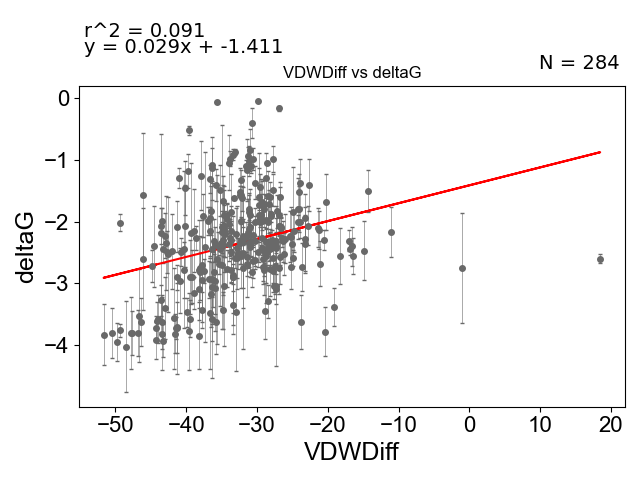 r^2 = 0.091
y = 0.029x + -1.411
N = 284
VDWDiff vs deltaG
deltaG
0
−1
−2
−3
−4
−50
−40
−30
−20
−10
0
10
20
VDWDiff